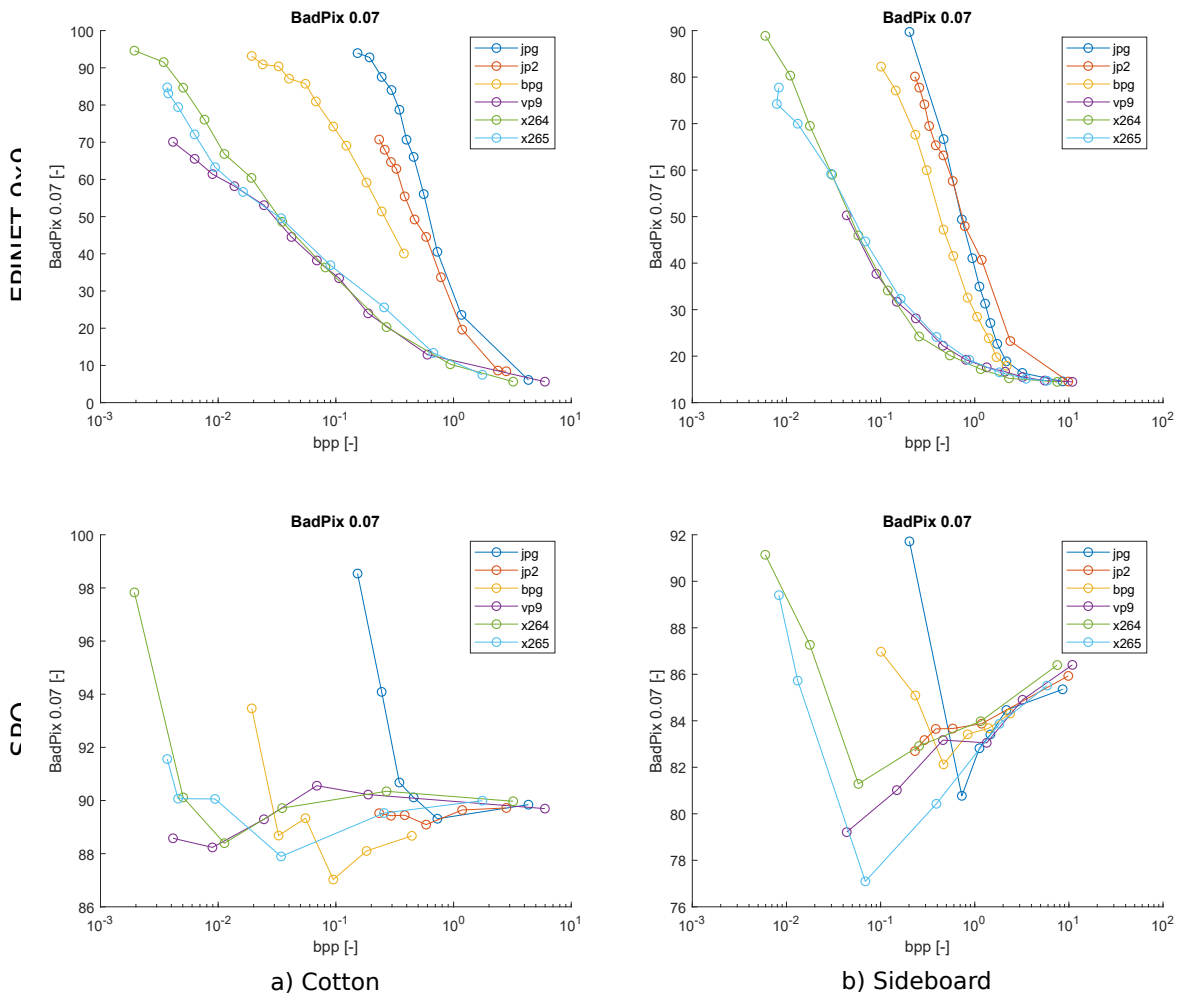 BadPix 0.07
100
90
80
70
60
50
40
30
20
10
0
BadPix 0.07 [-]
10^-3
10^-2
10^-1
10^0
10^1
bpp [-]
jpg
jp2
bpg
vp9
x264
x265
BadPix 0.07
90
80
70
60
50
40
30
20
10
BadPix 0.07 [-]
10^-3
10^-2
10^-1
10^0
10^1
10^2
bpp [-]
jpg
jp2
bpg
vp9
x264
x265
BadPix 0.07
100
98
96
94
92
90
88
86
BadPix 0.07 [-]
10^-3
10^-2
10^-1
10^0
10^1
bpp [-]
jpg
jp2
bpg
vp9
x264
x265
a) Cotton
BadPix 0.07
92
90
88
86
84
82
80
78
76
BadPix 0.07 [-]
10^-3
10^-2
10^-1
10^0
10^1
10^2
bpp [-]
jpg
jp2
bpg
vp9
x264
x265
b) Sideboard